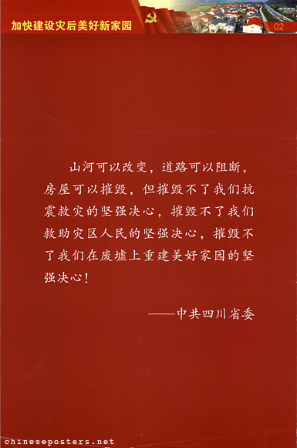 加快建设灾后美好新家园
02
山河可以改变，道路可以阻断，
房屋可以摧毁，但摧毁不了我们抗
震救灾的坚强决心，摧毁不了我们
救助灾区人民的坚强决心，摧毁不
了我们在废墟上重建美好家园的坚
强决心！
——中共四川省委
chineseposters.net